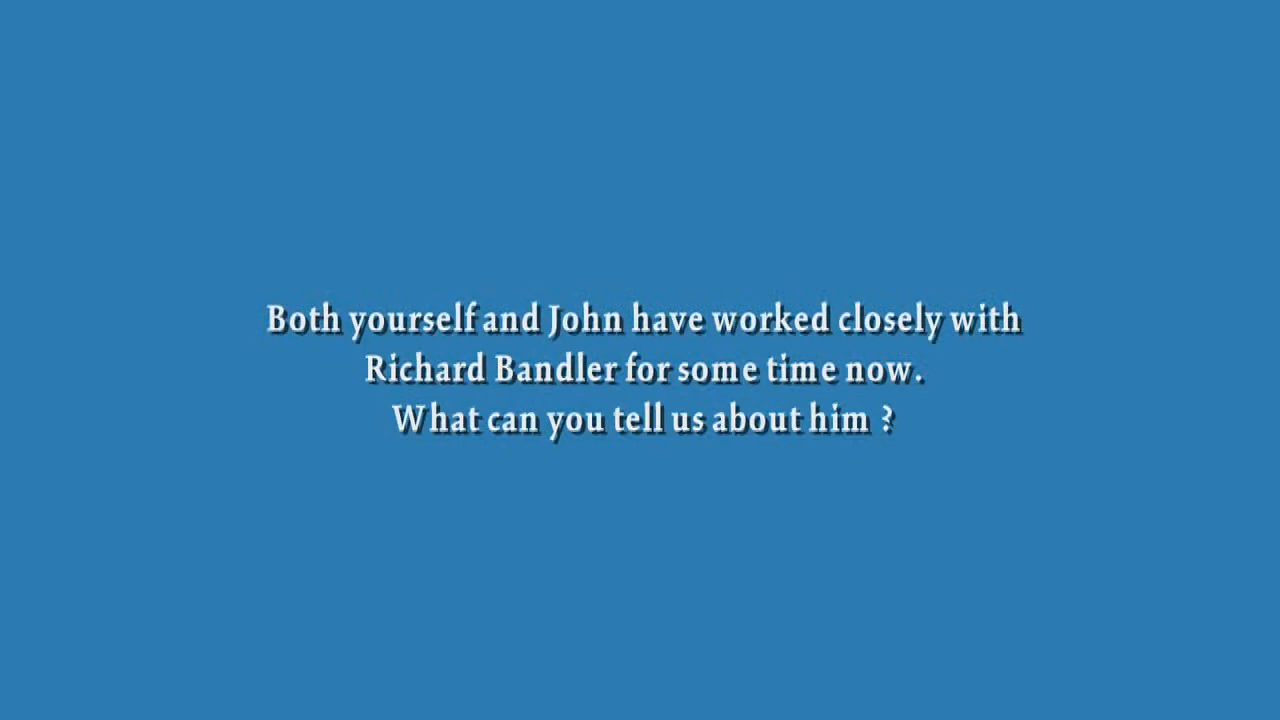 Both yourself and John have worked closely with
Richard Bandler for some time now.
What can you tell us about him ?